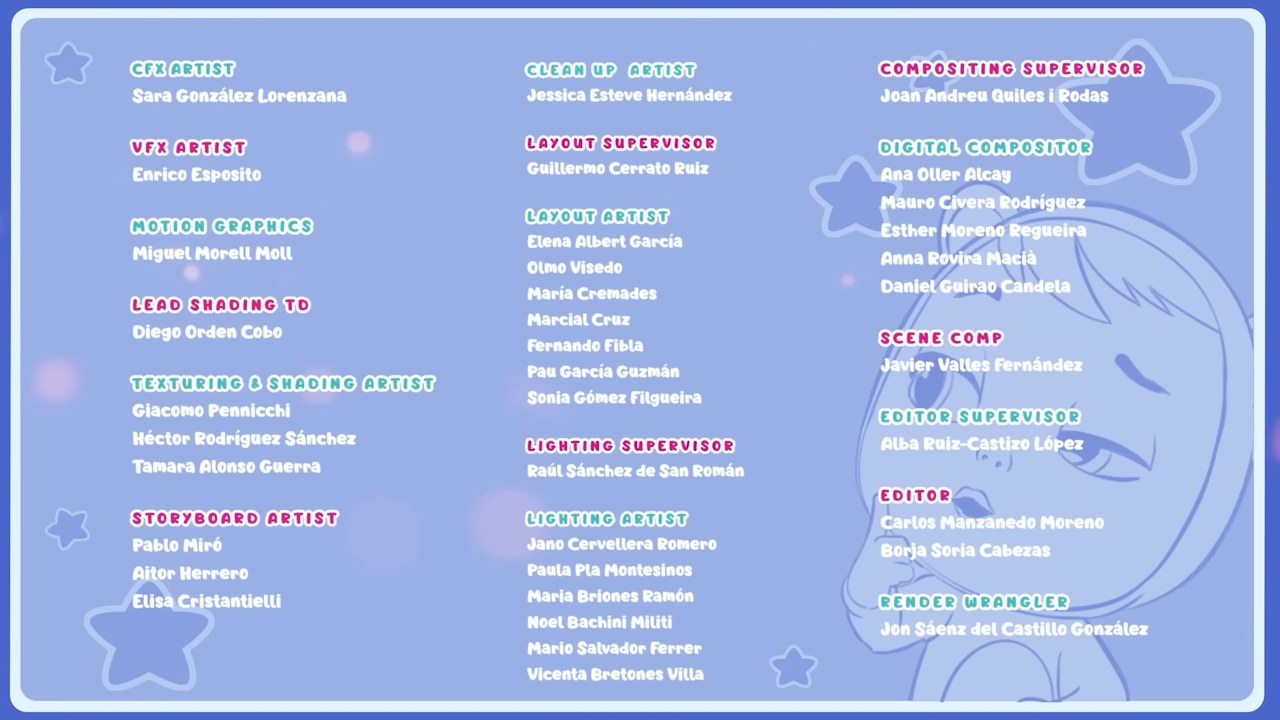 CFX ARTIST
Sara González Lorenzana
VFX ARTIST
Enrico Esposito
MOTION GRAPHICS
Miguel Morell Moll
LEAD SHADING TD
Diego Orden Cobo
TEXTURING & SHADING ARTIST
Giacomo Pennicchi
Héctor Rodríguez Sánchez
Tamara Alonso Guerra
STORYBOARD ARTIST
Pablo Miró
Aitor Herrero
Elisa Cristantielli
CLEAN UP ARTIST
Jessica Esteve Hernández
LAYOUT SUPERVISOR
Guillermo Cerrato Ruiz
LAYOUT ARTIST
Elena Albert García
Olmo Visedo
María Cremades
Marcial Cruz
Fernando Fibla
Pau García Guzmán
Sonia Gómez Filgueira
LIGHTING SUPERVISOR
Raúl Sánchez de San Román
LIGHTING ARTIST
Jano Cervellera Romero
Paula Pla Montesinos
Maria Briones Ramón
Noel Bachini Militi
Mario Salvador Ferrer
Vicenta Bretones Villa
COMPOSITING SUPERVISOR
Joan Andreu Quiles i Rodas
DIGITAL COMPOSITOR
Ana Oller Alcay
Mauro Civera Rodríguez
Esther Moreno Regueira
Anna Rovira Macià
Daniel Guirao Candela
SCENE COMP
Javier Valles Fernández
EDITOR SUPERVISOR
Alba Ruiz-Castizo López
EDITOR
Carlos Manzanedo Moreno
Borja Soria Cabezas
RENDER WRANGLER
Jon Sáenz del Castillo González